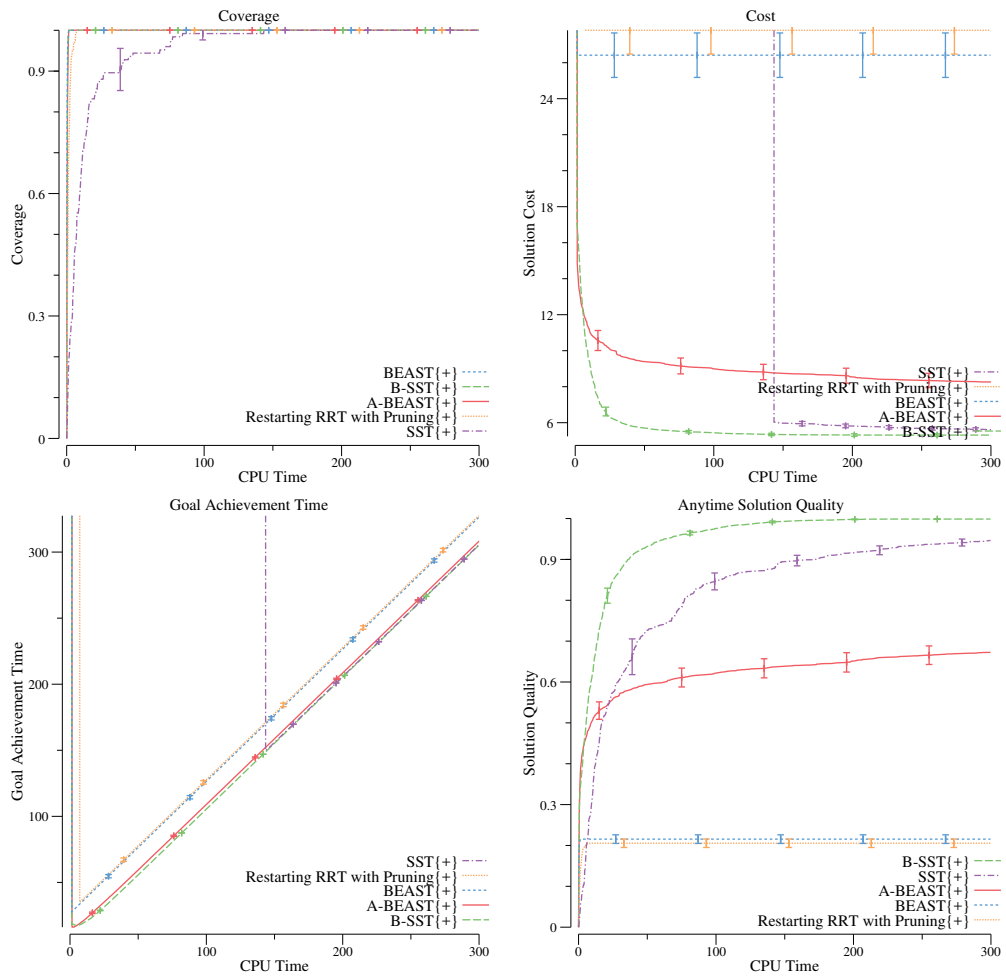 Coverage
Coverage
0.9
0.6
0.3
0
BEAST{+}
B-SST{+}
A-BEAST{+}
Restarting RRT with Pruning{+}
SST{+}
0 100 200 300
CPU Time
Cost
Solution Cost
24
18
12
6
SST{+}
Restarting RRT with Pruning{+}
BEAST{+}
A-BEAST{+}
B-SST{+}
0 100 200 300
CPU Time
Goal Achievement Time
Goal Achievement Time
300
200
100
SST{+}
Restarting RRT with Pruning{+}
BEAST{+}
A-BEAST{+}
B-SST{+}
0 100 200 300
CPU Time
Anytime Solution Quality
Solution Quality
0.9
0.6
0.3
0
B-SST{+}
SST{+}
A-BEAST{+}
BEAST{+}
Restarting RRT with Pruning{+}
0 100 200 300
CPU Time